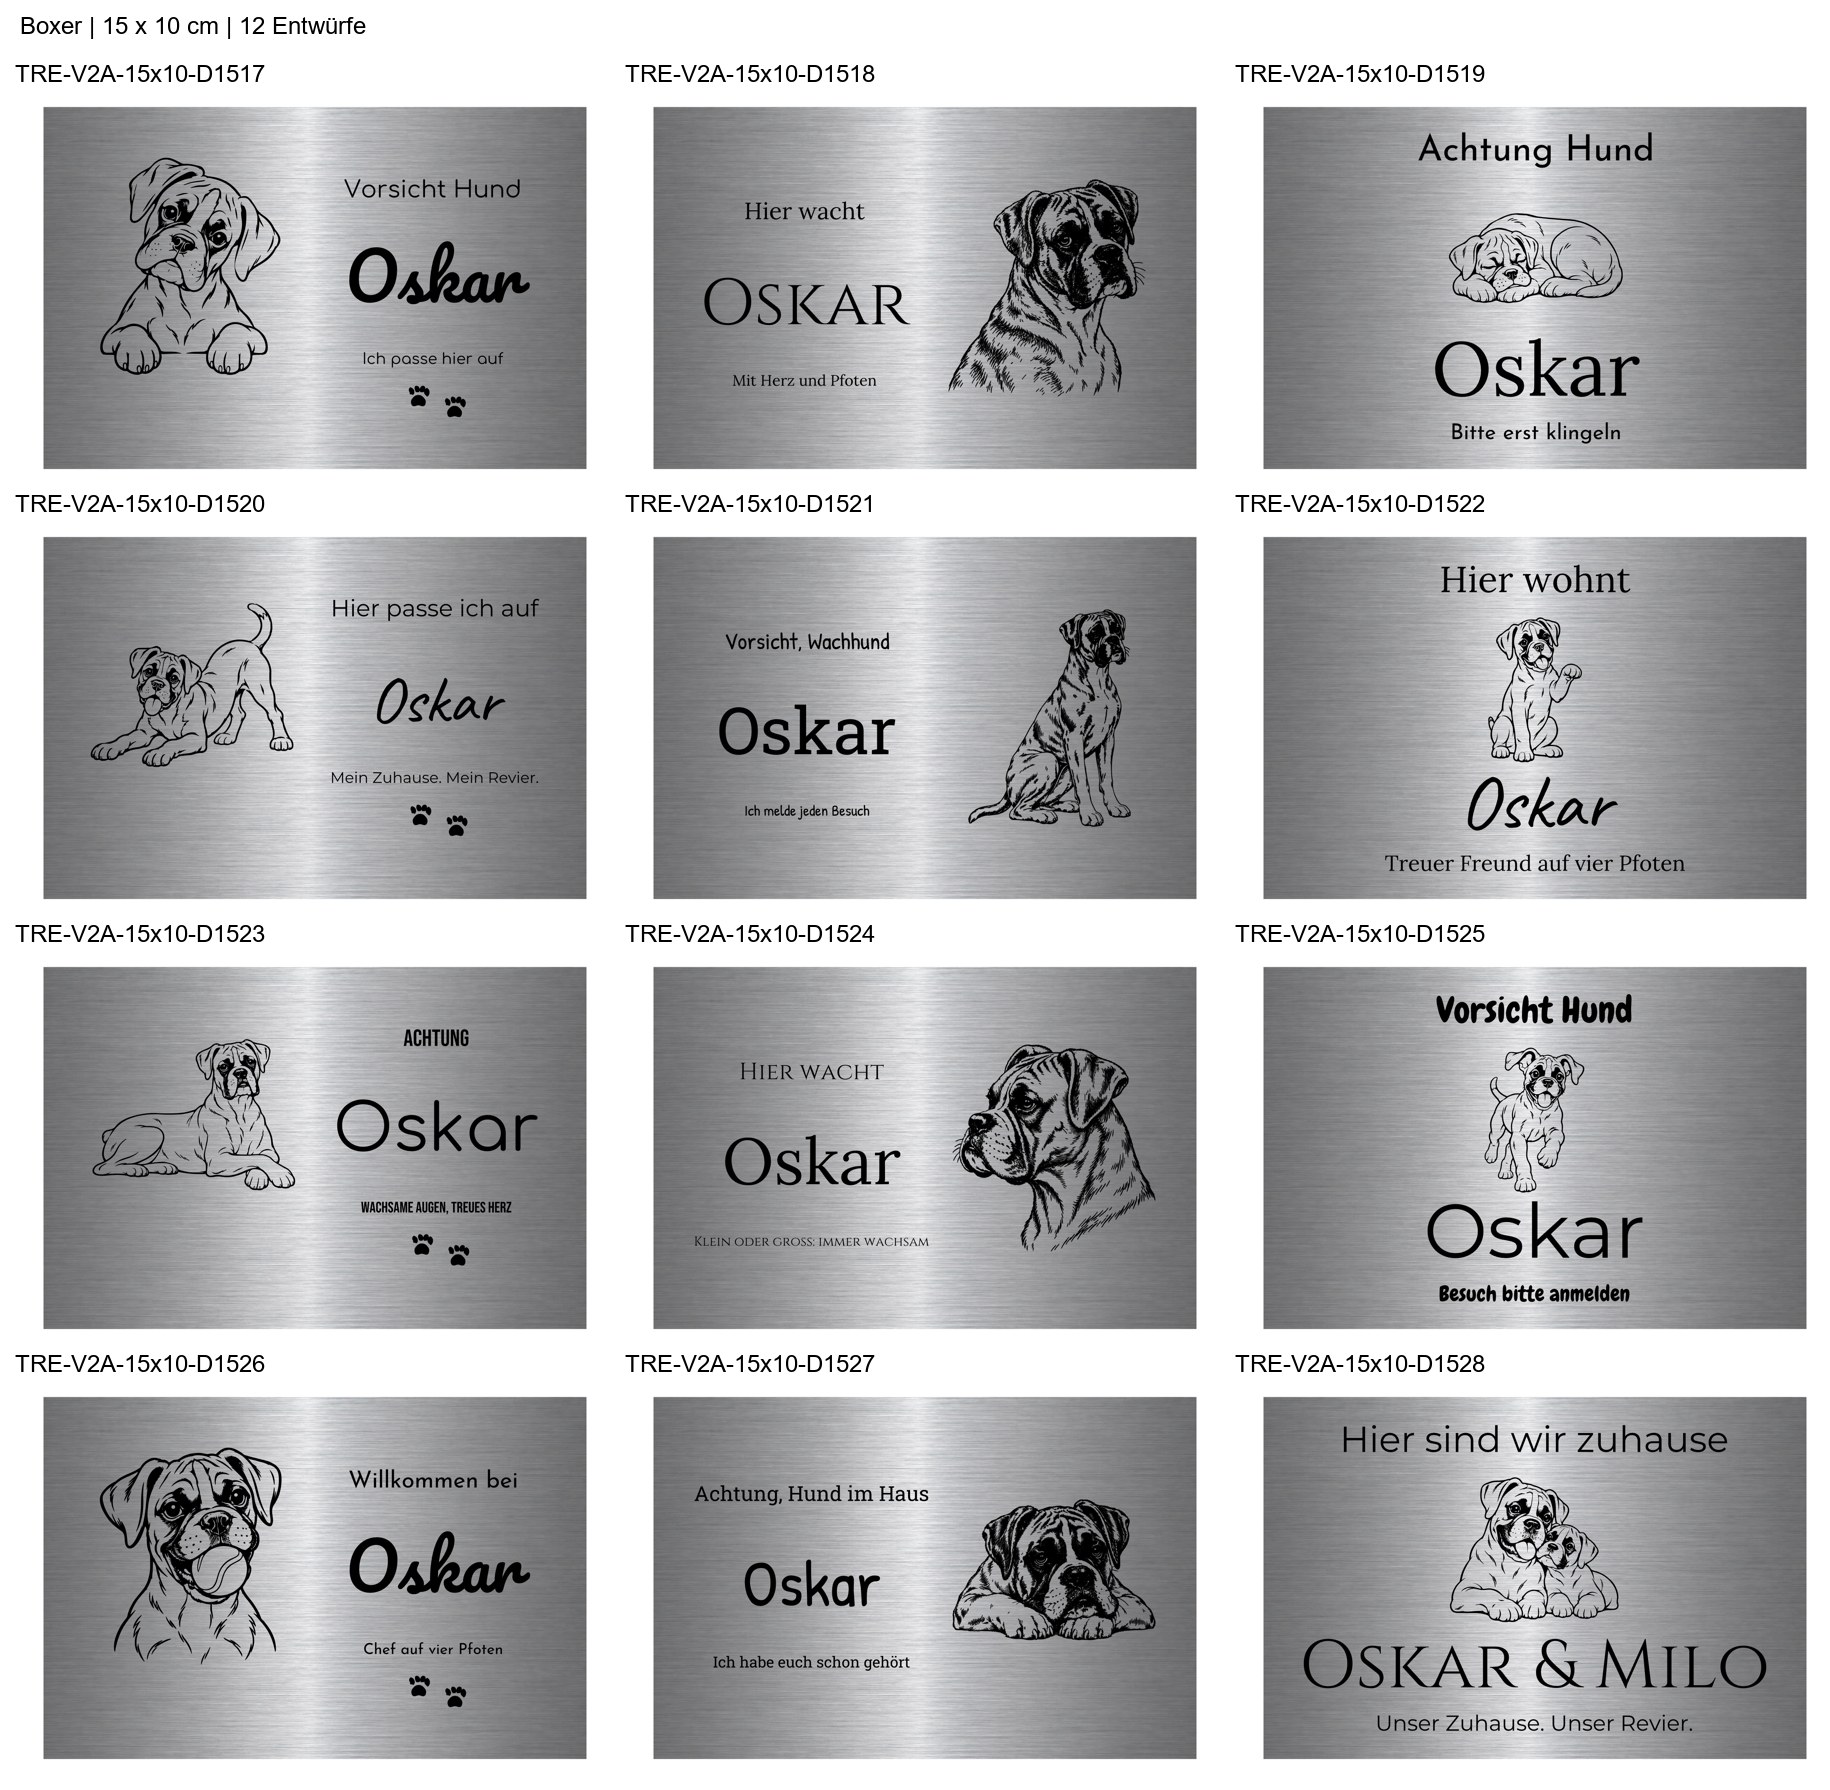 Boxer | 15 x 10 cm | 12 Entwürfe
TRE-V2A-15x10-D1517
Vorsicht Hund
Oskar
Ich passe hier auf
TRE-V2A-15x10-D1518
Hier wacht
Oskar
Mit Herz und Pfoten
TRE-V2A-15x10-D1519
Achtung Hund
Oskar
Bitte erst klingeln
TRE-V2A-15x10-D1520
Hier passe ich auf
Oskar
Mein Zuhause. Mein Revier.
TRE-V2A-15x10-D1521
Vorsicht, Wachhund
Oskar
Ich melde jeden Besuch
TRE-V2A-15x10-D1522
Hier wohnt
Oskar
Treuer Freund auf vier Pfoten
TRE-V2A-15x10-D1523
ACHTUNG
Oskar
WACHSAME AUGEN, TREUES HERZ
TRE-V2A-15x10-D1524
Hier wacht
Oskar
Klein oder gross: immer wachsam
TRE-V2A-15x10-D1525
Vorsicht Hund
Oskar
Besuch bitte anmelden
TRE-V2A-15x10-D1526
Willkommen bei
Oskar
Chef auf vier Pfoten
TRE-V2A-15x10-D1527
Achtung, Hund im Haus
Oskar
Ich habe euch schon gehört
TRE-V2A-15x10-D1528
Hier sind wir zuhause
Oskar & Milo
Unser Zuhause. Unser Revier.